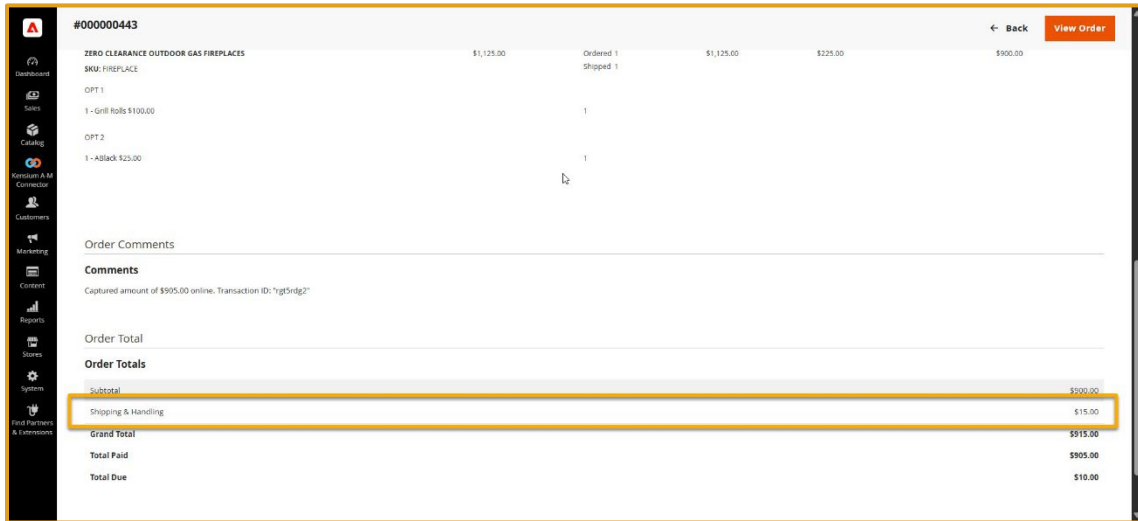 #000000443
← Back
View Order
Dashboard
Sales
Catalog
Kensium A-M
Connector
Customers
Marketing
Content
Reports
Stores
System
Find Partners
& Extensions
ZERO CLEARANCE OUTDOOR GAS FIREPLACES $1,125.00 Ordered 1 $1,125.00 $225.00 $900.00
SKU: FIREPLACE Shipped 1
OPT 1
1 - Grill Rolls $100.00 1
OPT 2
1 - ABlack $25.00 1
Order Comments
Comments
Captured amount of $905.00 online. Transaction ID: "rgt5rdg2"
Order Total
Order Totals
Subtotal $900.00
Shipping & Handling $15.00
Grand Total $915.00
Total Paid $905.00
Total Due $10.00